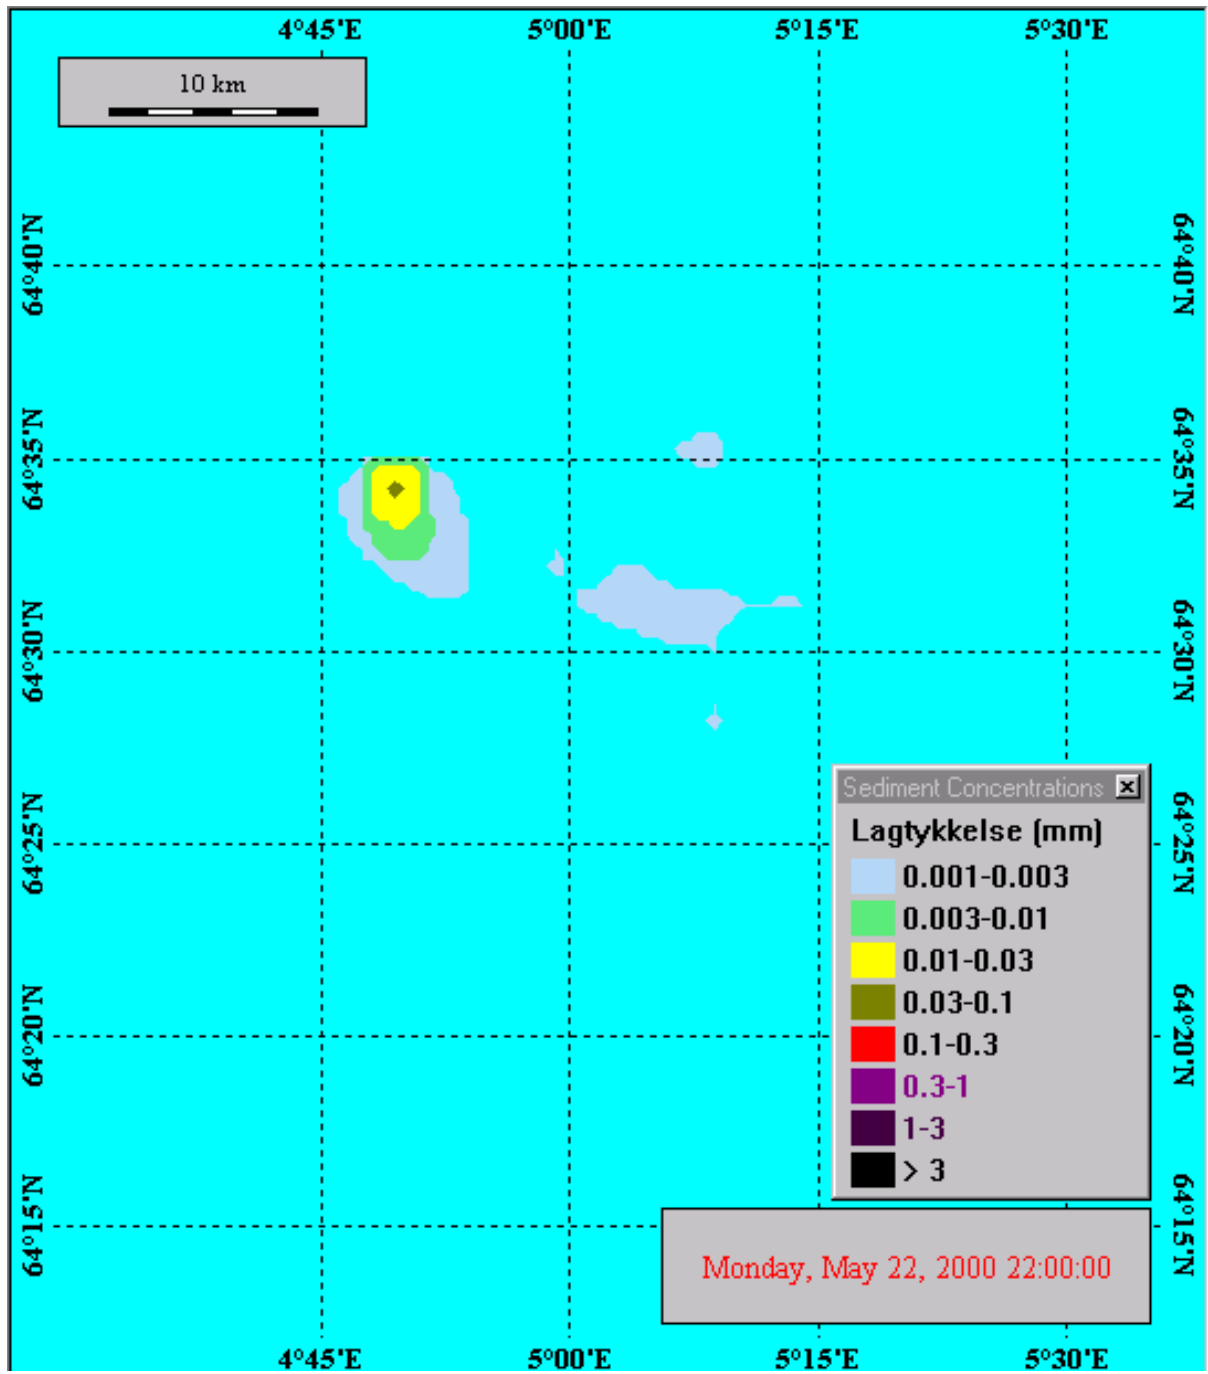 4°45'E 5°00'E 5°15'E 5°30'E
10 km
64°40'N 64°40'N
64°35'N 64°35'N
64°30'N 64°30'N
Sediment Concentrations
Lagtykkelse (mm)
0.001-0.003
64°25'N 64°25'N
0.003-0.01
0.01-0.03
0.03-0.1
64°20'N 64°20'N
0.1-0.3
0.3-1
1-3
> 3
64°15'N 64°15'N
Monday, May 22, 2000 22:00:00
4°45'E 5°00'E 5°15'E 5°30'E